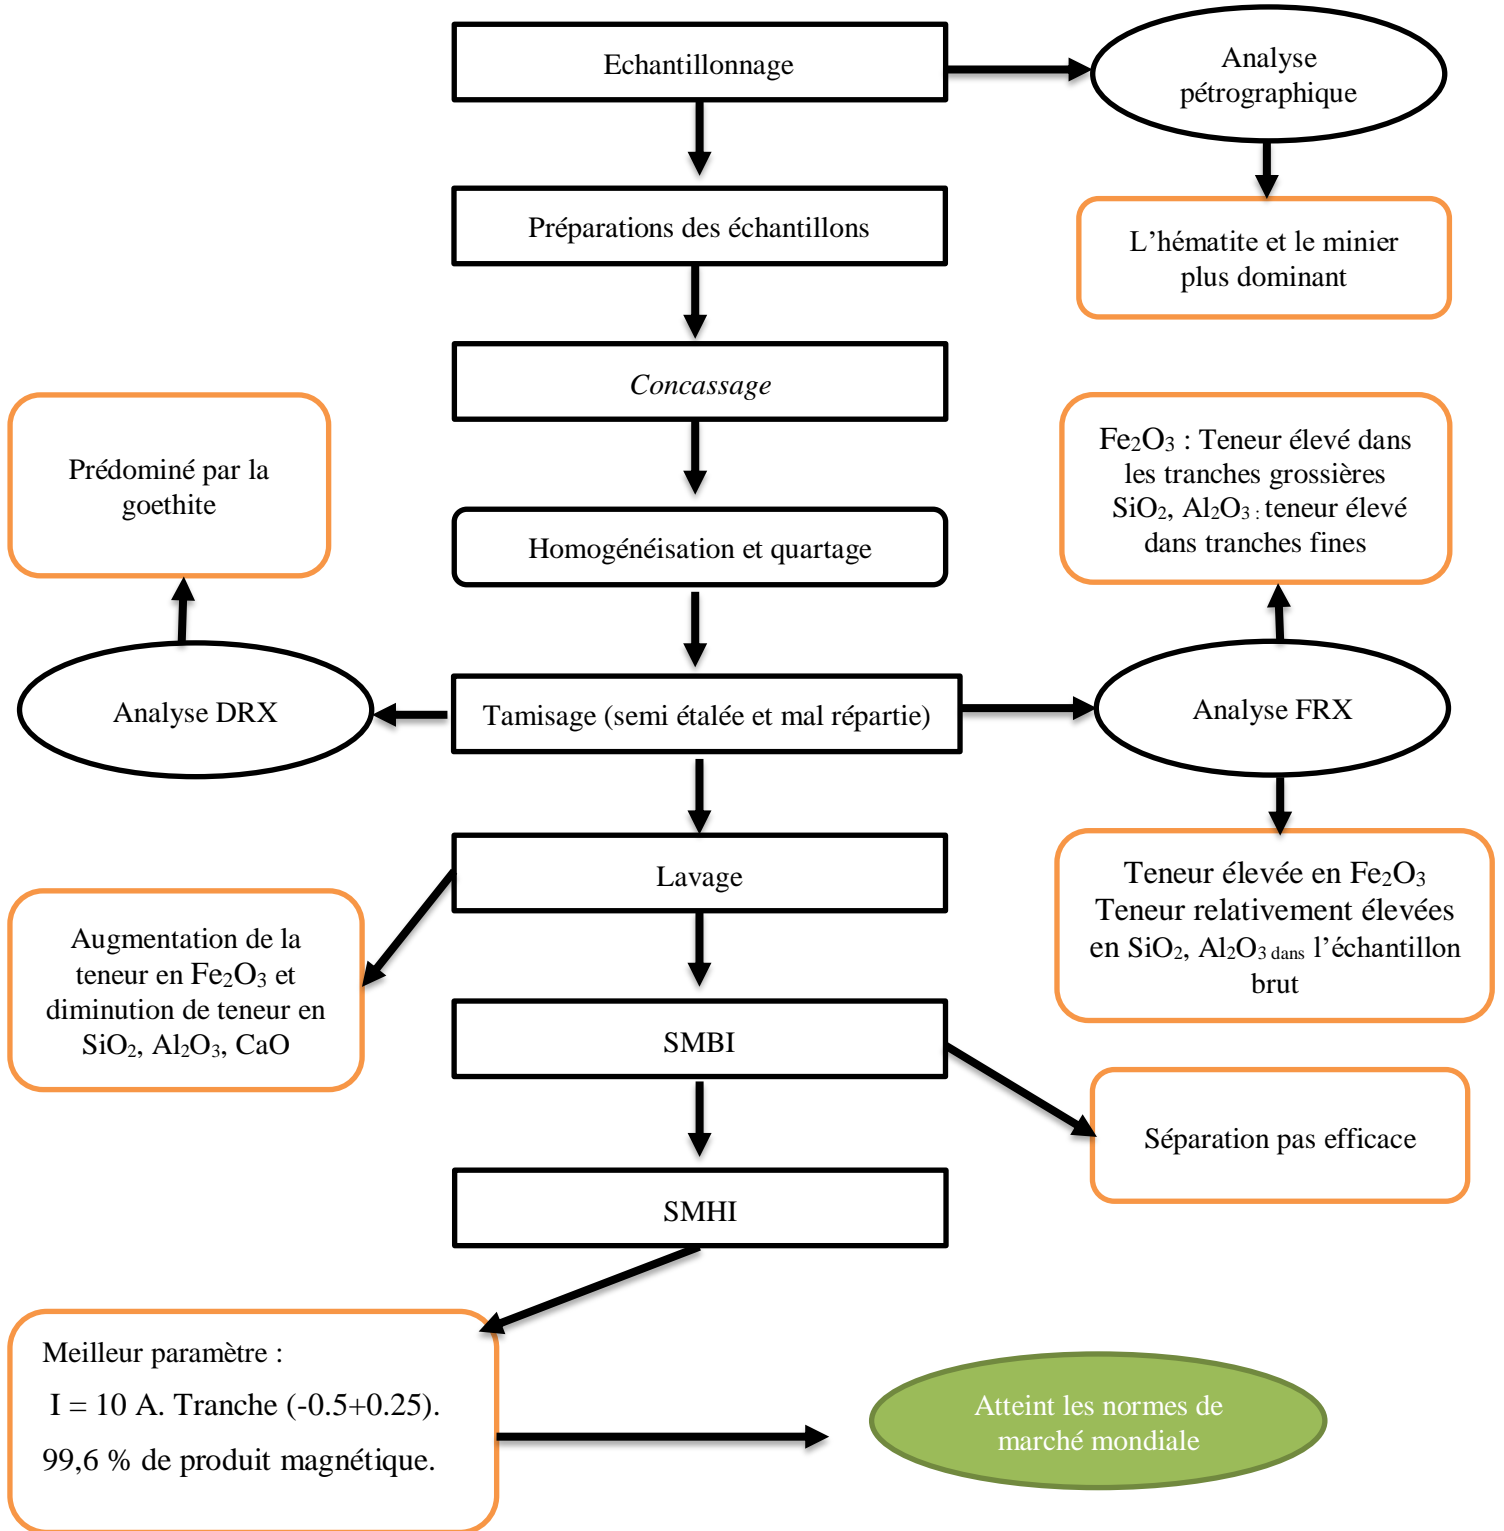 Echantillonnage
Analyse
pétrographique
Préparations des échantillons
L’hématite et le minier
plus dominant
Concassage
Prédominé par la
goethite
Fe₂O₃ : Teneur élevé dans
les tranches grossières
SiO₂, Al₂O₃ : teneur élevé
dans tranches fines
Homogénéisation et quartage
Analyse DRX
Tamisage (semi étalée et mal répartie)
Analyse FRX
Lavage
Teneur élevée en Fe₂O₃
Teneur relativement élevées
en SiO₂, Al₂O₃ dans l’échantillon
brut
Augmentation de la
teneur en Fe₂O₃ et
diminution de teneur en
SiO₂, Al₂O₃, CaO
SMBI
Séparation pas efficace
SMHI
Meilleur paramètre :
I = 10 A. Tranche (-0.5+0.25).
99,6 % de produit magnétique.
Atteint les normes de
marché mondiale